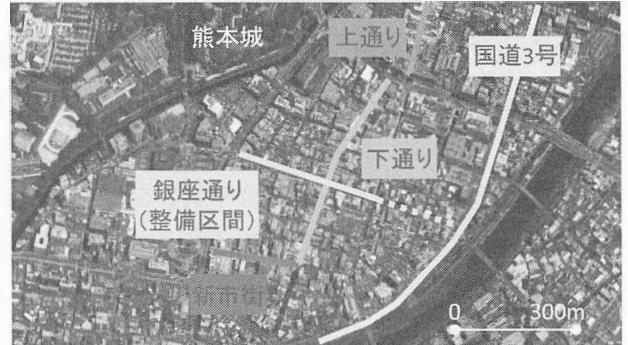 熊本城
上通り
国道3号
下通り
銀座通り
(整備区間)
新市街
0 300m